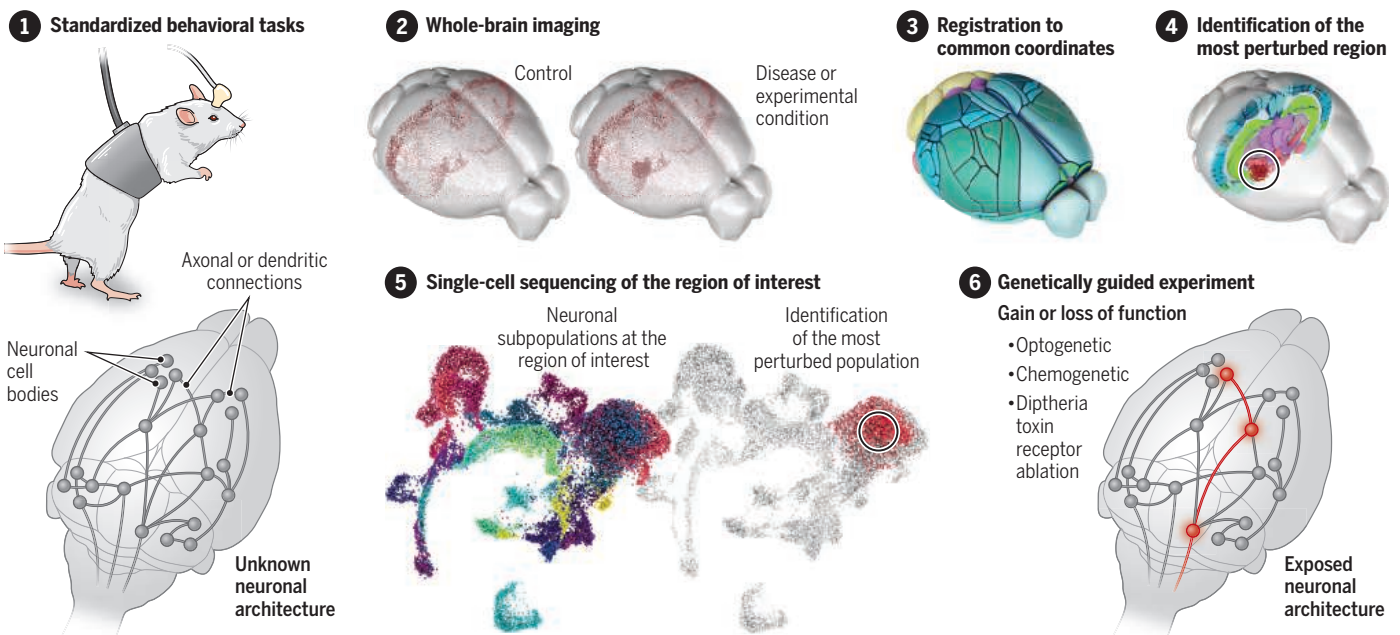 1 Standardized behavioral tasks
Axonal or dendritic
connections
Neuronal
cell
bodies
Unknown
neuronal
architecture
2 Whole-brain imaging
Control
Disease or
experimental
condition
3 Registration to
common coordinates
4 Identification of the
most perturbed region
5 Single-cell sequencing of the region of interest
Neuronal
subpopulations at the
region of interest
Identification
of the most
perturbed population
6 Genetically guided experiment
Gain or loss of function
•Optogenetic
•Chemogenetic
•Diptheria
toxin
receptor
ablation
Exposed
neuronal
architecture